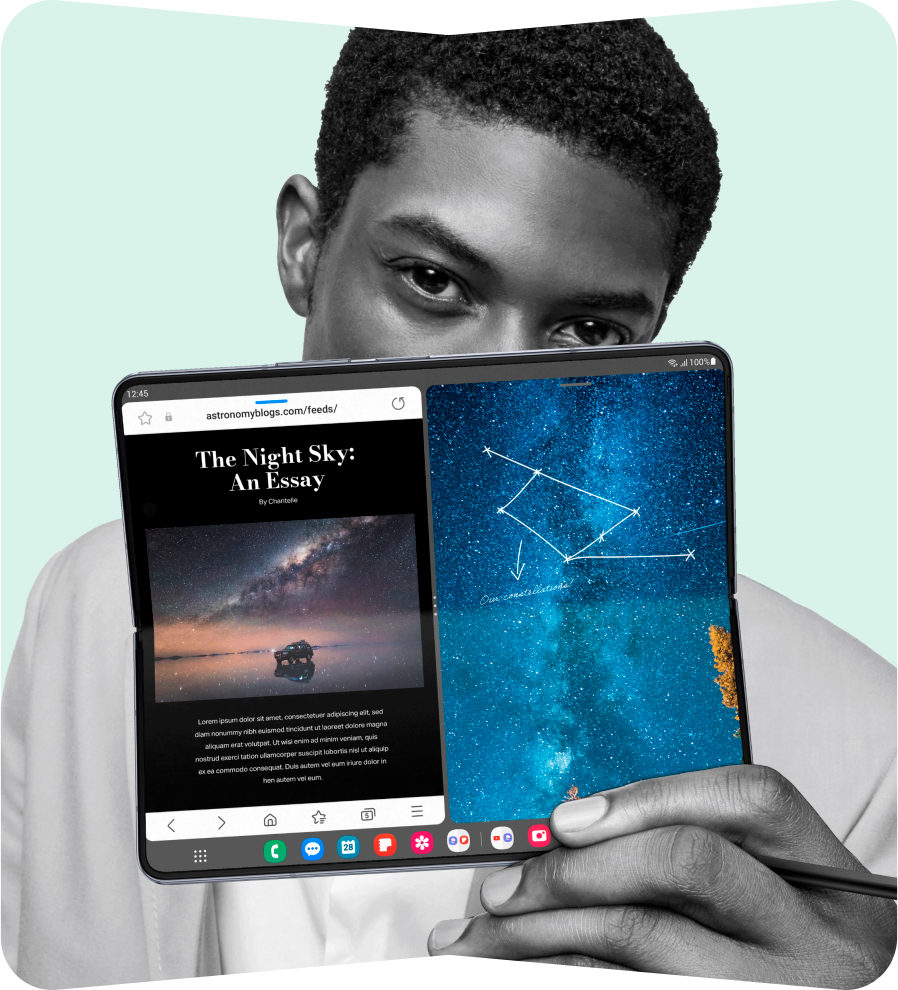 12:45
100%
astronomyblogs.com/feeds/
The Night Sky:
An Essay
By Chantelle
Lorem ipsum dolor sit amet, consectetuer adipiscing elit, sed
diam nonummy nibh euismod tincidunt ut laoreet dolore magna
aliquam erat volutpat. Ut wisi enim ad minim veniam, quis
nostrud exerci tation ullamcorper suscipit lobortis nisl ut aliquip
ex ea commodo consequat. Duis autem vel eum iriure dolor in
hen autem vel eum.
Our constellations
5
28